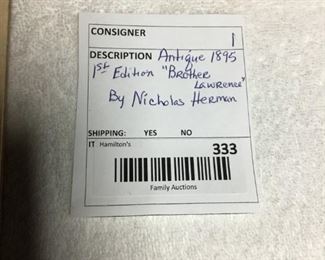 CONSIGNER 1
DESCRIPTION Antique 1895
1st Edition "Brother
Lawrence"
By Nicholas Herman
SHIPPING: YES NO
IT Hamilton's 333
Family Auctions